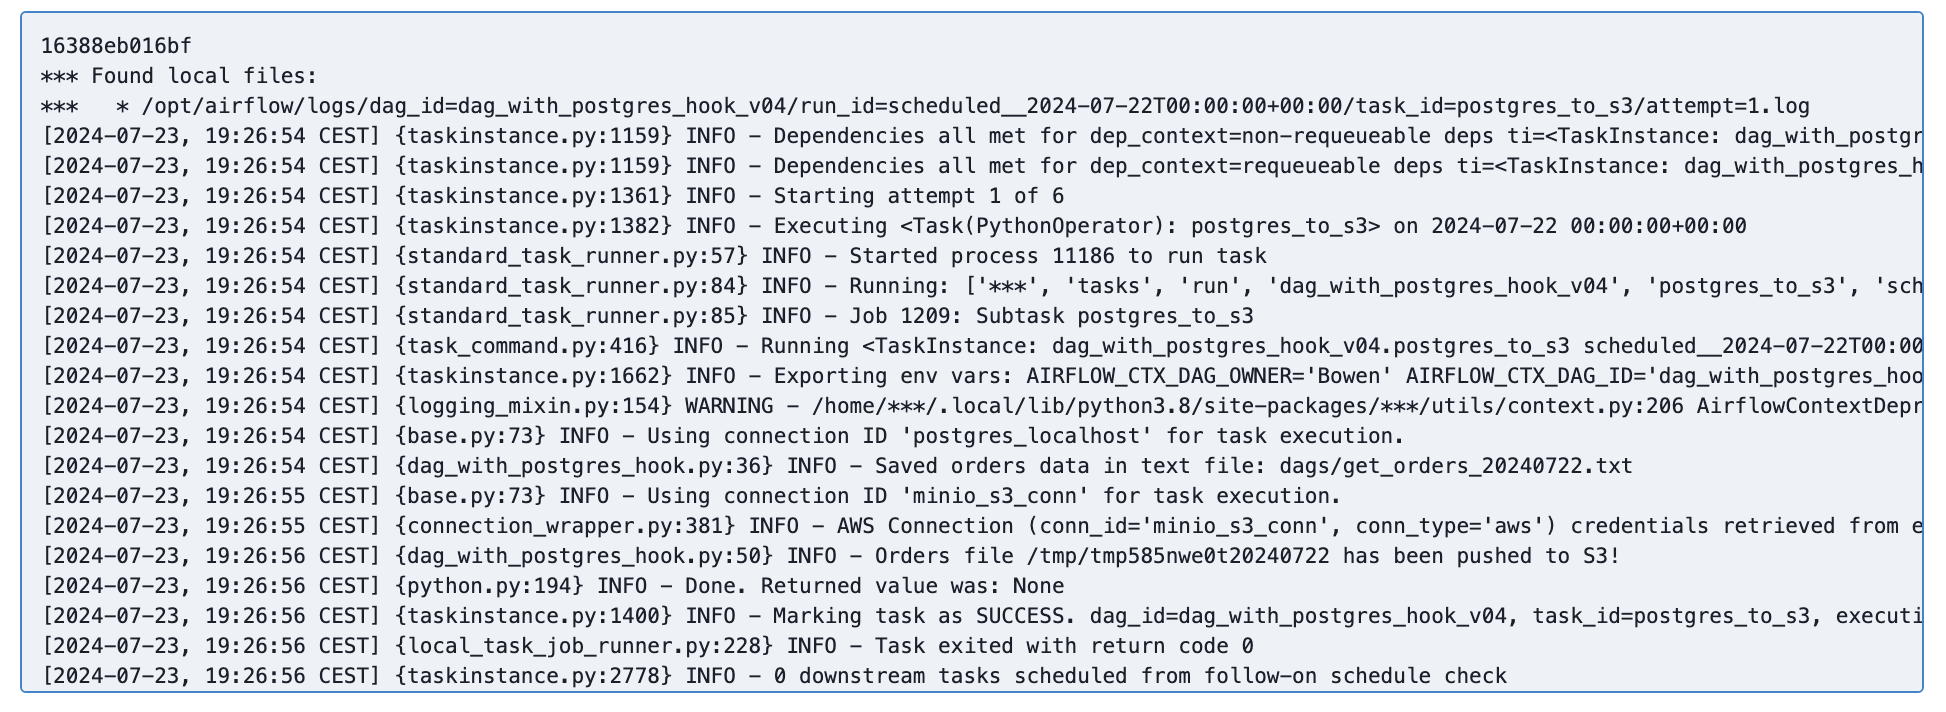 16388eb016bf
*** Found local files:
***   * /opt/airflow/logs/dag_id=dag_with_postgres_hook_v04/run_id=scheduled__2024-07-22T00:00:00+00:00/task_id=postgres_to_s3/attempt=1.log
[2024-07-23, 19:26:54 CEST] {taskinstance.py:1159} INFO - Dependencies all met for dep_context=non-requeueable deps ti=<TaskInstance: dag_with_postgr
[2024-07-23, 19:26:54 CEST] {taskinstance.py:1159} INFO - Dependencies all met for dep_context=requeueable deps ti=<TaskInstance: dag_with_postgres_h
[2024-07-23, 19:26:54 CEST] {taskinstance.py:1361} INFO - Starting attempt 1 of 6
[2024-07-23, 19:26:54 CEST] {taskinstance.py:1382} INFO - Executing <Task(PythonOperator): postgres_to_s3> on 2024-07-22 00:00:00+00:00
[2024-07-23, 19:26:54 CEST] {standard_task_runner.py:57} INFO - Started process 11186 to run task
[2024-07-23, 19:26:54 CEST] {standard_task_runner.py:84} INFO - Running: ['***', 'tasks', 'run', 'dag_with_postgres_hook_v04', 'postgres_to_s3', 'sch
[2024-07-23, 19:26:54 CEST] {standard_task_runner.py:85} INFO - Job 1209: Subtask postgres_to_s3
[2024-07-23, 19:26:54 CEST] {task_command.py:416} INFO - Running <TaskInstance: dag_with_postgres_hook_v04.postgres_to_s3 scheduled__2024-07-22T00:00
[2024-07-23, 19:26:54 CEST] {taskinstance.py:1662} INFO - Exporting env vars: AIRFLOW_CTX_DAG_OWNER='Bowen' AIRFLOW_CTX_DAG_ID='dag_with_postgres_hoo
[2024-07-23, 19:26:54 CEST] {logging_mixin.py:154} WARNING - /home/***/.local/lib/python3.8/site-packages/***/utils/context.py:206 AirflowContextDepr
[2024-07-23, 19:26:54 CEST] {base.py:73} INFO - Using connection ID 'postgres_localhost' for task execution.
[2024-07-23, 19:26:54 CEST] {dag_with_postgres_hook.py:36} INFO - Saved orders data in text file: dags/get_orders_20240722.txt
[2024-07-23, 19:26:55 CEST] {base.py:73} INFO - Using connection ID 'minio_s3_conn' for task execution.
[2024-07-23, 19:26:55 CEST] {connection_wrapper.py:381} INFO - AWS Connection (conn_id='minio_s3_conn', conn_type='aws') credentials retrieved from e
[2024-07-23, 19:26:56 CEST] {dag_with_postgres_hook.py:50} INFO - Orders file /tmp/tmp585nwe0t20240722 has been pushed to S3!
[2024-07-23, 19:26:56 CEST] {python.py:194} INFO - Done. Returned value was: None
[2024-07-23, 19:26:56 CEST] {taskinstance.py:1400} INFO - Marking task as SUCCESS. dag_id=dag_with_postgres_hook_v04, task_id=postgres_to_s3, executi
[2024-07-23, 19:26:56 CEST] {local_task_job_runner.py:228} INFO - Task exited with return code 0
[2024-07-23, 19:26:56 CEST] {taskinstance.py:2778} INFO - 0 downstream tasks scheduled from follow-on schedule check